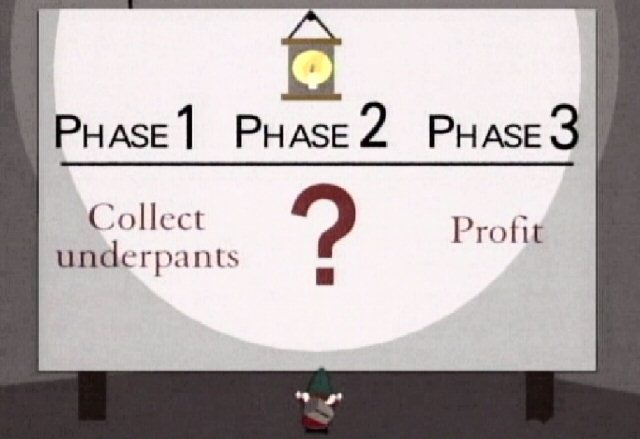 PHASE 1 PHASE 2 PHASE 3
Collect underpants
?
Profit